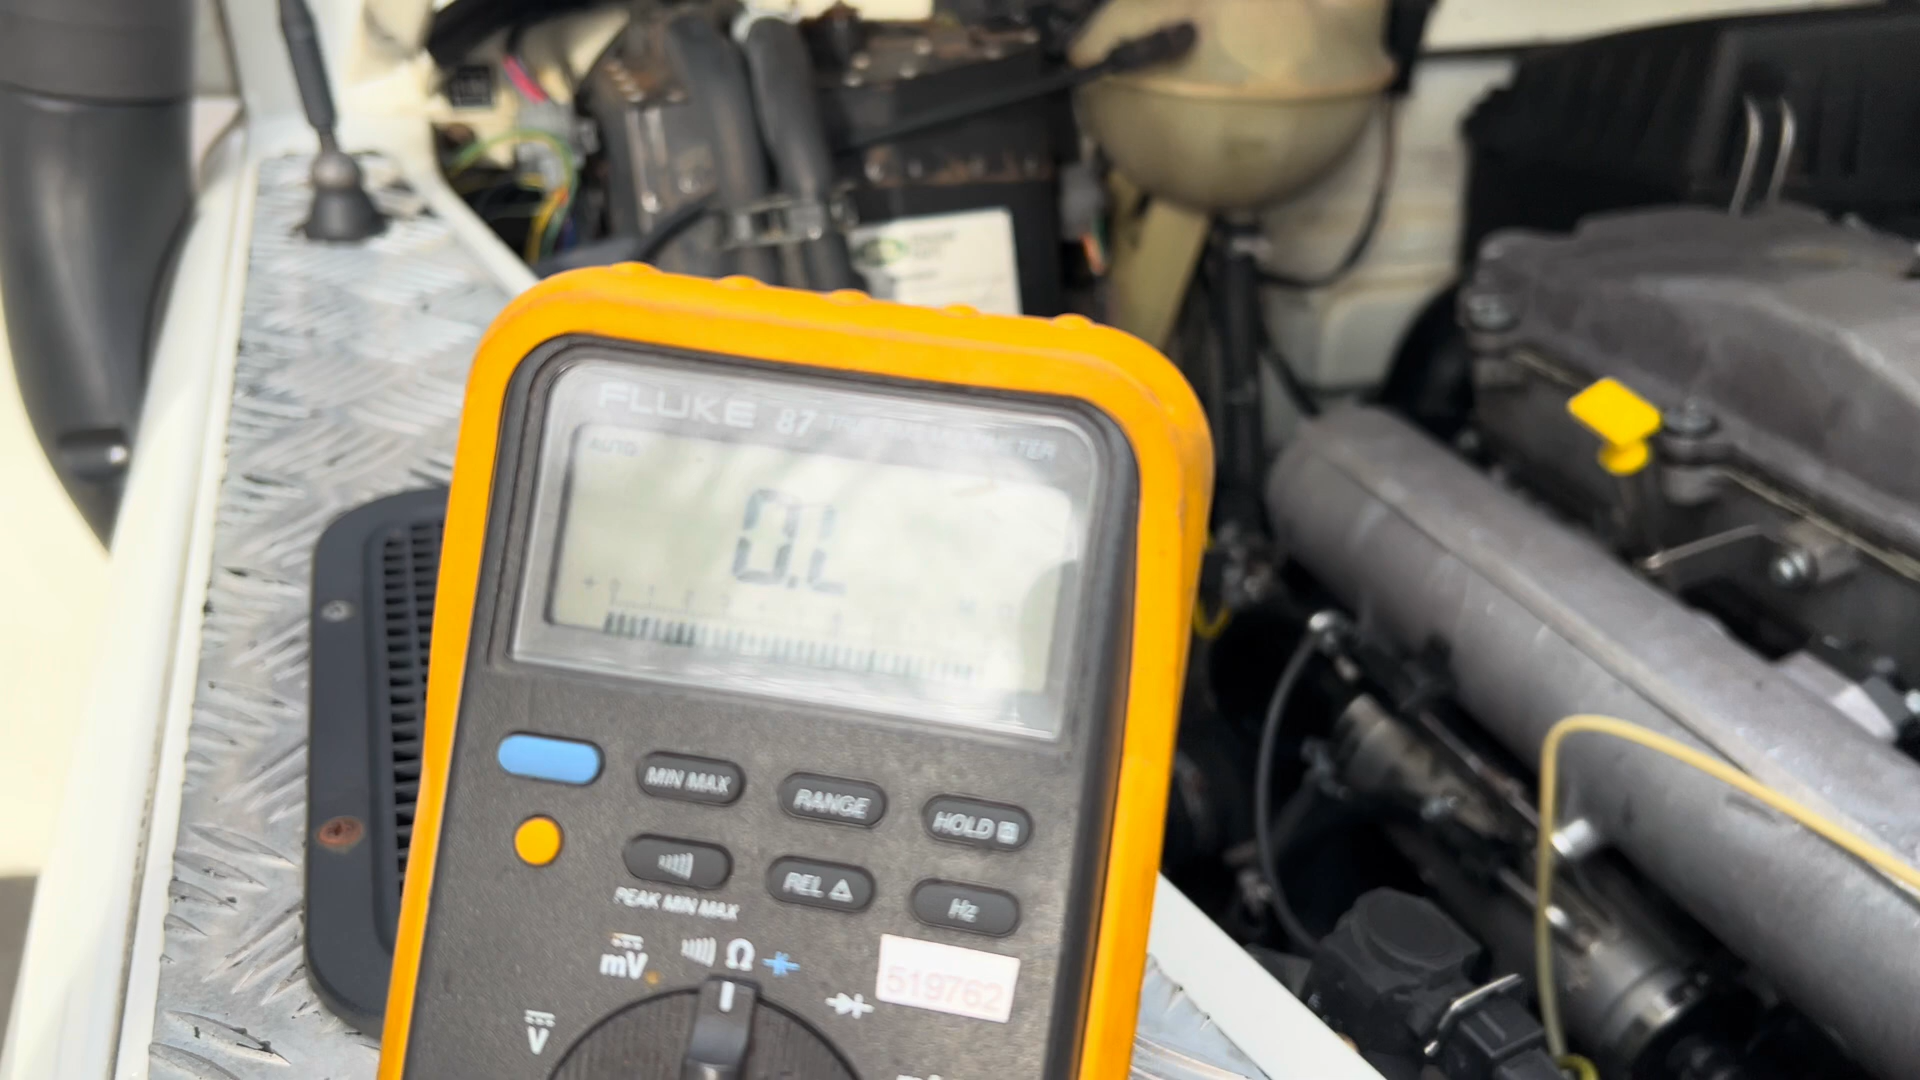 FLUKE 87
AUTO
0.L
MIN MAX
RANGE
HOLD
REL Δ
Hz
PEAK MIN MAX
mV
Ω
V
519762